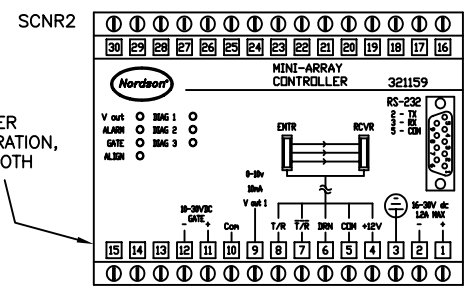 SCNR2
30 29 28 27 26 25 24 23 22 21 20 19 18 17 16
Nordson
MINI-ARRAY
CONTROLLER 321159
RS-232
2 - TX
3 - RX
5 - COM
V out DIAG 1
ALARM DIAG 2
GATE DIAG 3
ALIGN
ENTR RCVR
ER
RATION,
OTH
0-10v
10mA
V out 1
10-30VDC
GATE
- + Com
T/R T/R DRN COM +12V
16-30V dc
1.2A MAX
- +
15 14 13 12 11 10 9 8 7 6 5 4 3 2 1